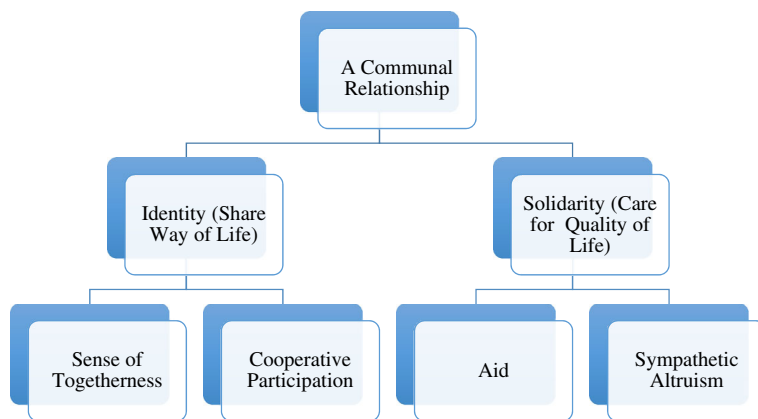 A Communal
Relationship
Identity (Share
Way of Life)
Solidarity (Care
for Quality of
Life)
Sense of
Togetherness
Cooperative
Participation
Aid
Sympathetic
Altruism